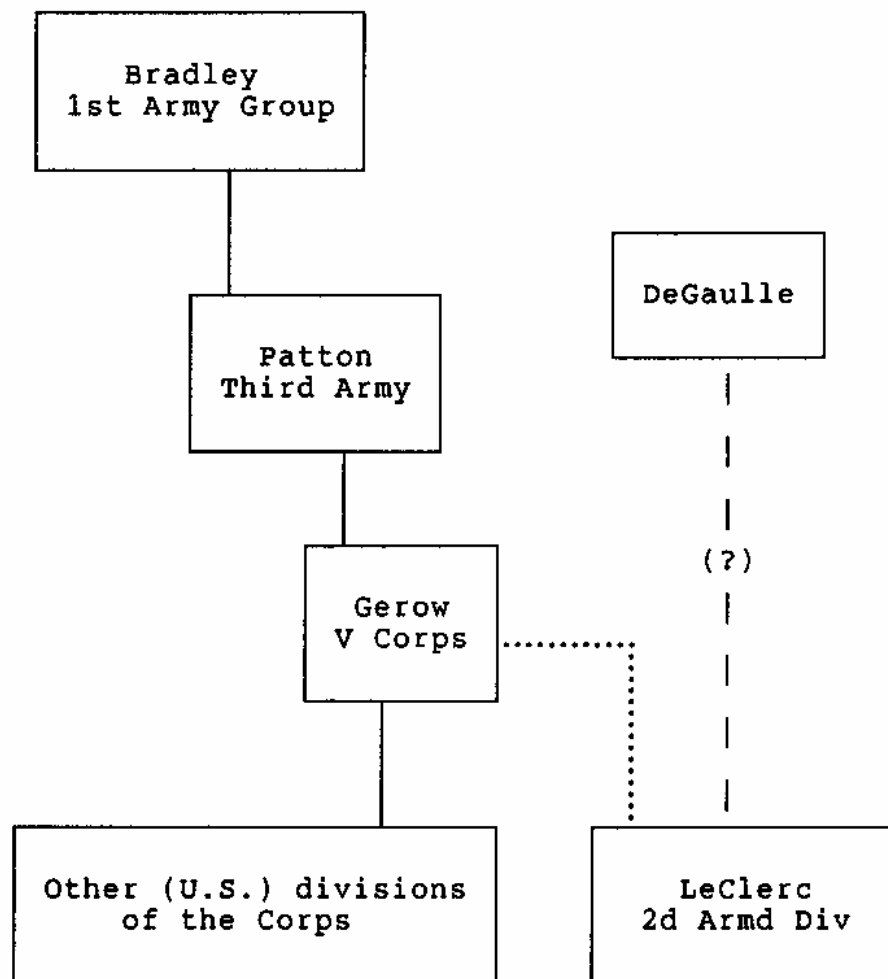 Bradley
1st Army Group
DeGaulle
Patton
Third Army
(?)
Gerow
V Corps
Other (U.S.) divisions
of the Corps
LeClerc
2d Armd Div